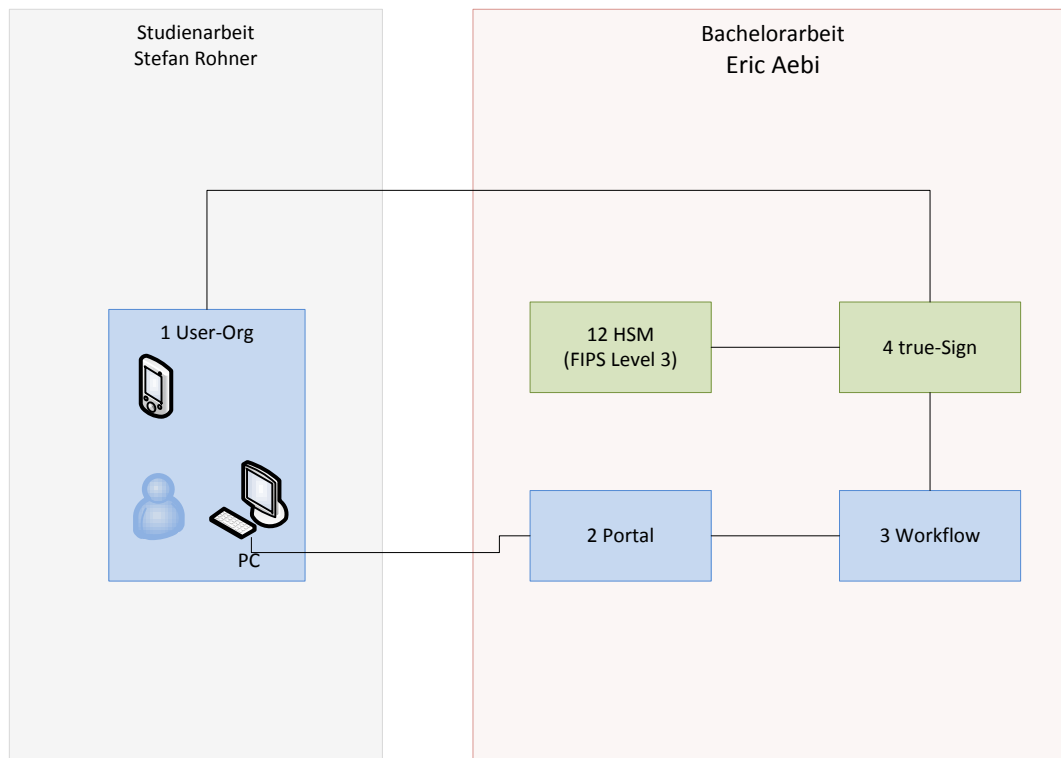 Studienarbeit
Stefan Rohner
Bachelorarbeit
Eric Aebi
1 User-Org
12 HSM
(FIPS Level 3)
4 true-Sign
2 Portal
3 Workflow
PC